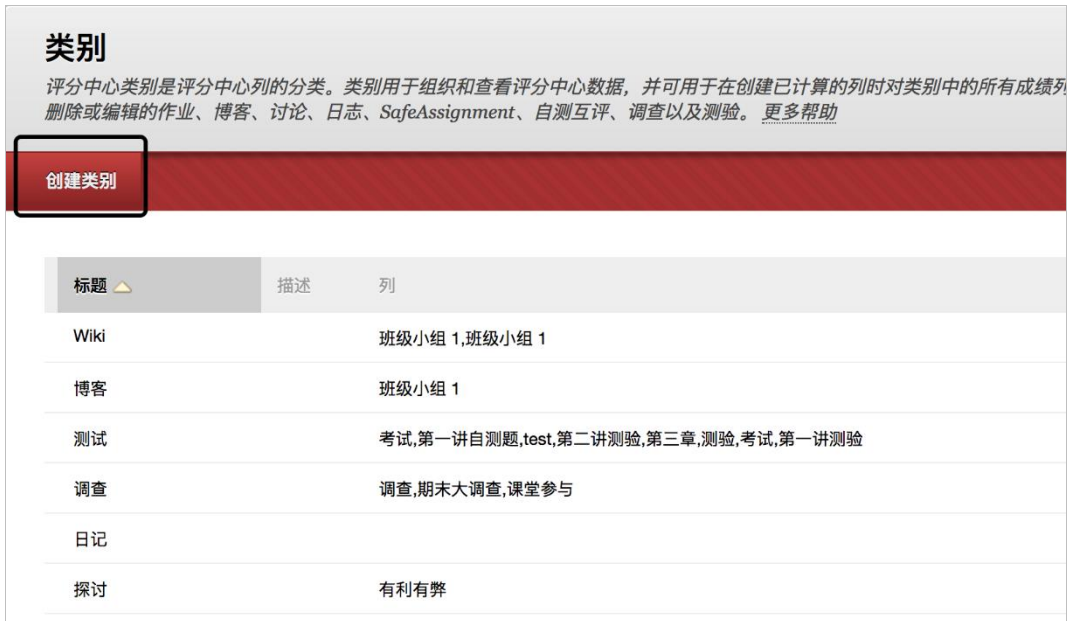 类别
评分中心类别是评分中心列的分类。类别用于组织和查看评分中心数据，并可用于在创建已计算的列时对类别中的所有成绩列
删除或编辑的作业、博客、讨论、日志、SafeAssignment、自测互评、调查以及测验。 更多帮助
创建类别
标题 描述 列
Wiki 班级小组 1,班级小组 1
博客 班级小组 1
测试 考试,第一讲自测题,test,第二讲测验,第三章,测验,考试,第一讲测验
调查 调查,期末大调查,课堂参与
日记
探讨 有利有弊